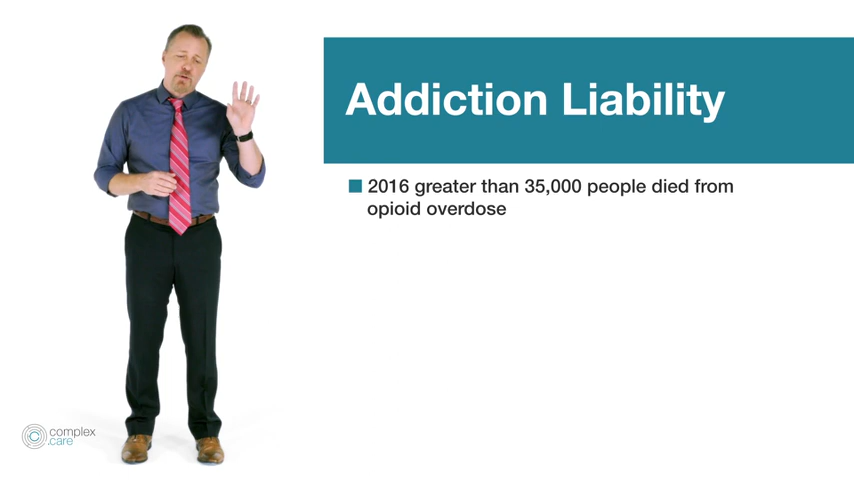 Addiction Liability
2016 greater than 35,000 people died from
opioid overdose
complex
.care